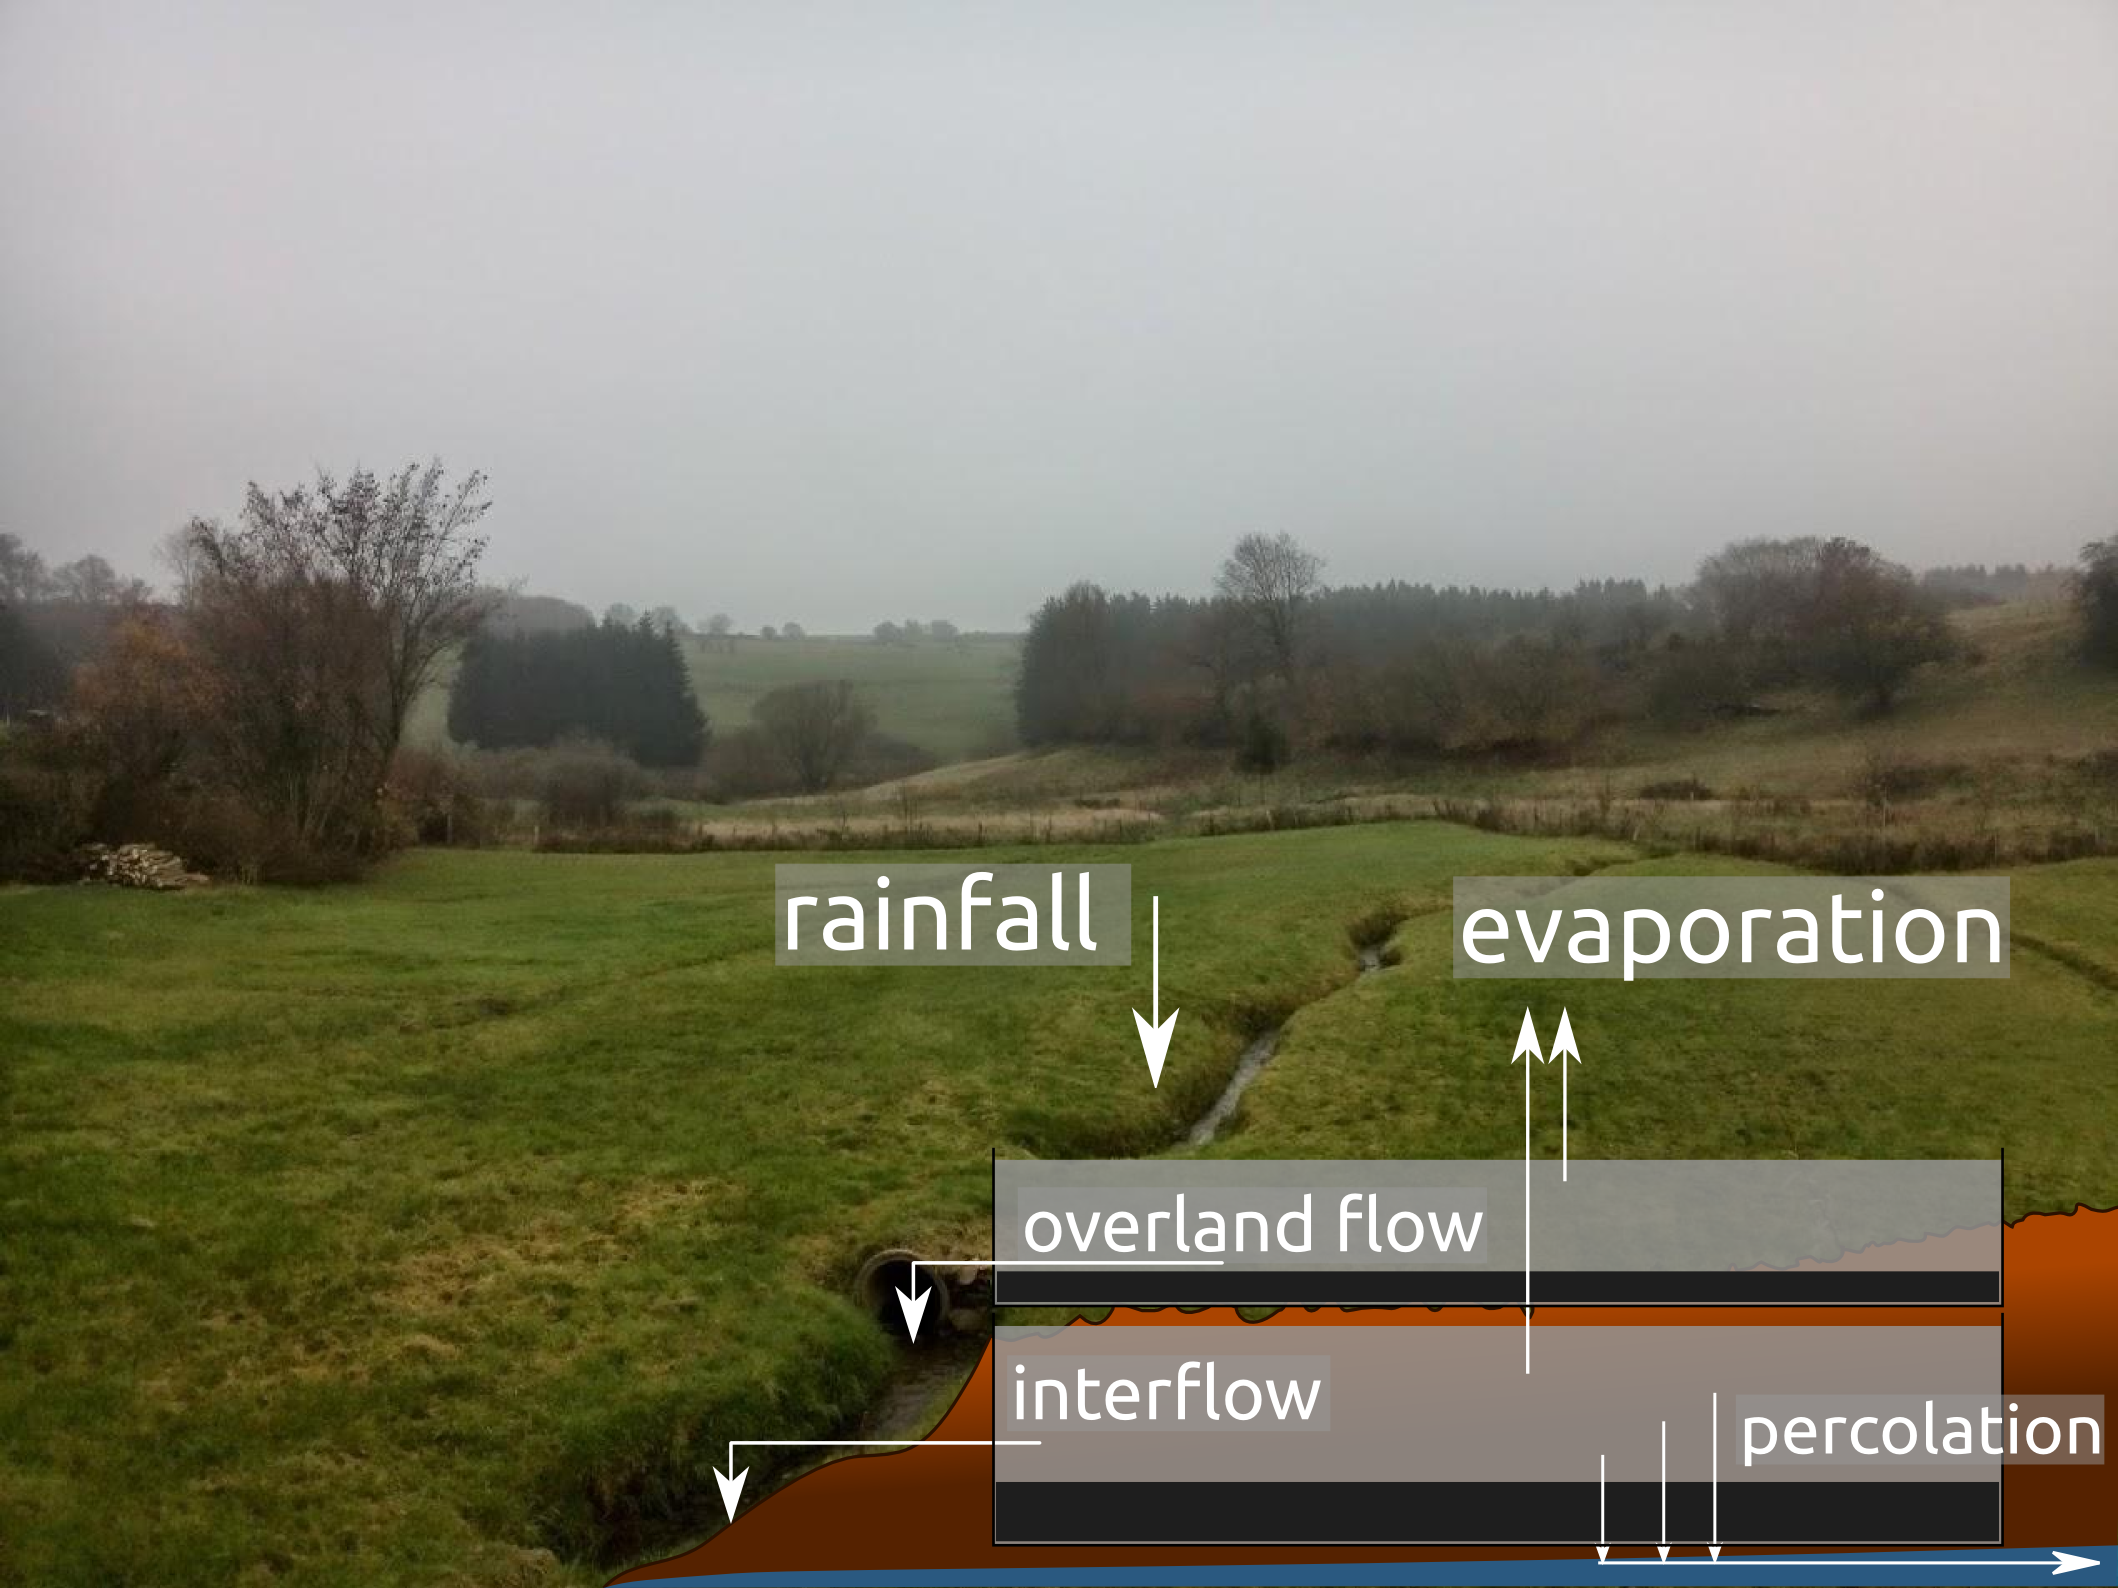 rainfall
evaporation
overland flow
interflow
percolation